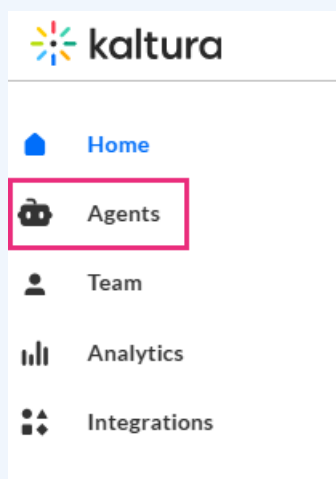 kaltura
Home
Agents
Team
Analytics
Integrations